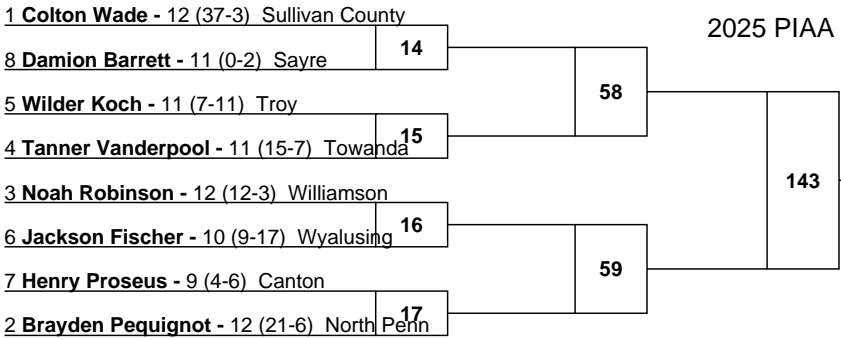 1 Colton Wade - 12 (37-3) Sullivan County
2025 PIAA
14
8 Damion Barrett - 11 (0-2) Sayre
58
5 Wilder Koch - 11 (7-11) Troy
15
4 Tanner Vanderpool - 11 (15-7) Towanda
143
3 Noah Robinson - 12 (12-3) Williamson
16
6 Jackson Fischer - 10 (9-17) Wyalusing
59
7 Henry Proseus - 9 (4-6) Canton
17
2 Brayden Pequignot - 12 (21-6) North Penn